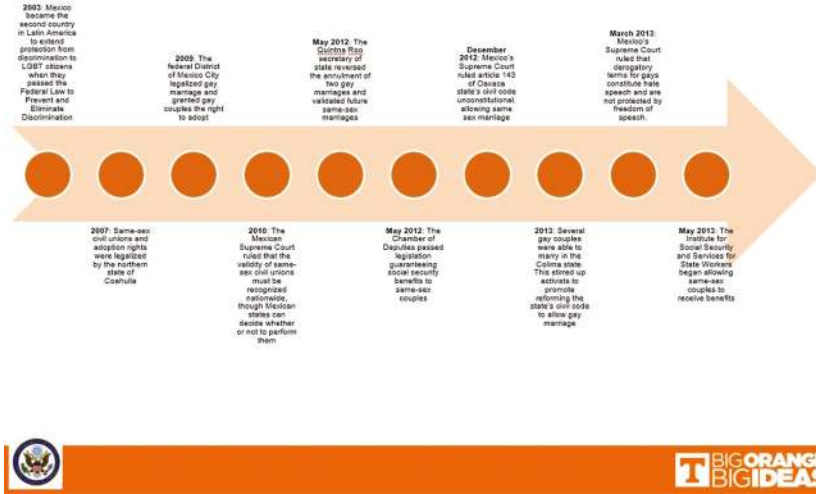 2003: Mexico
became the
second country
in Latin America
to extend
protection from
discrimination to
LGBT citizens
when they
passed the
Federal Law to
Prevent and
Eliminate
Discrimination
2007: Same-sex
civil unions and
adoption rights
were legalized
by the northern
state of
Coahuila
2009: The
federal District
of Mexico City
legalized gay
marriage and
granted gay
couples the right
to adopt
2010: The
Mexican
Supreme Court
ruled that the
validity of same-
sex civil unions
must be
recognized
nationwide,
though Mexican
states can
decide whether
or not to perform
them
May 2012: The
Quintna Roo
secretary of
state reversed
the annulment of
two gay
marriages and
validated future
same-sex
marriages
May 2012: The
Chamber of
Deputies passed
legislation
guaranteeing
social security
benefits to
same-sex
couples
December
2012: Mexico's
Supreme Court
ruled article 143
of Oaxaca
state's civil code
unconstitutional,
allowing same
sex marriage
2013: Several
gay couples
were able to
marry in the
Colima state.
This stirred up
activists to
promote
reforming the
state's civil code
to allow gay
marriage
March 2013:
Mexico's
Supreme Court
ruled that
derogatory
terms for gays
constitute hate
speech and are
not protected by
freedom of
speech.
May 2013: The
Institute for
Social Security
and Services for
State Workers
began allowing
same-sex
couples to
receive benefits
T BIG ORANGE
BIG IDEAS